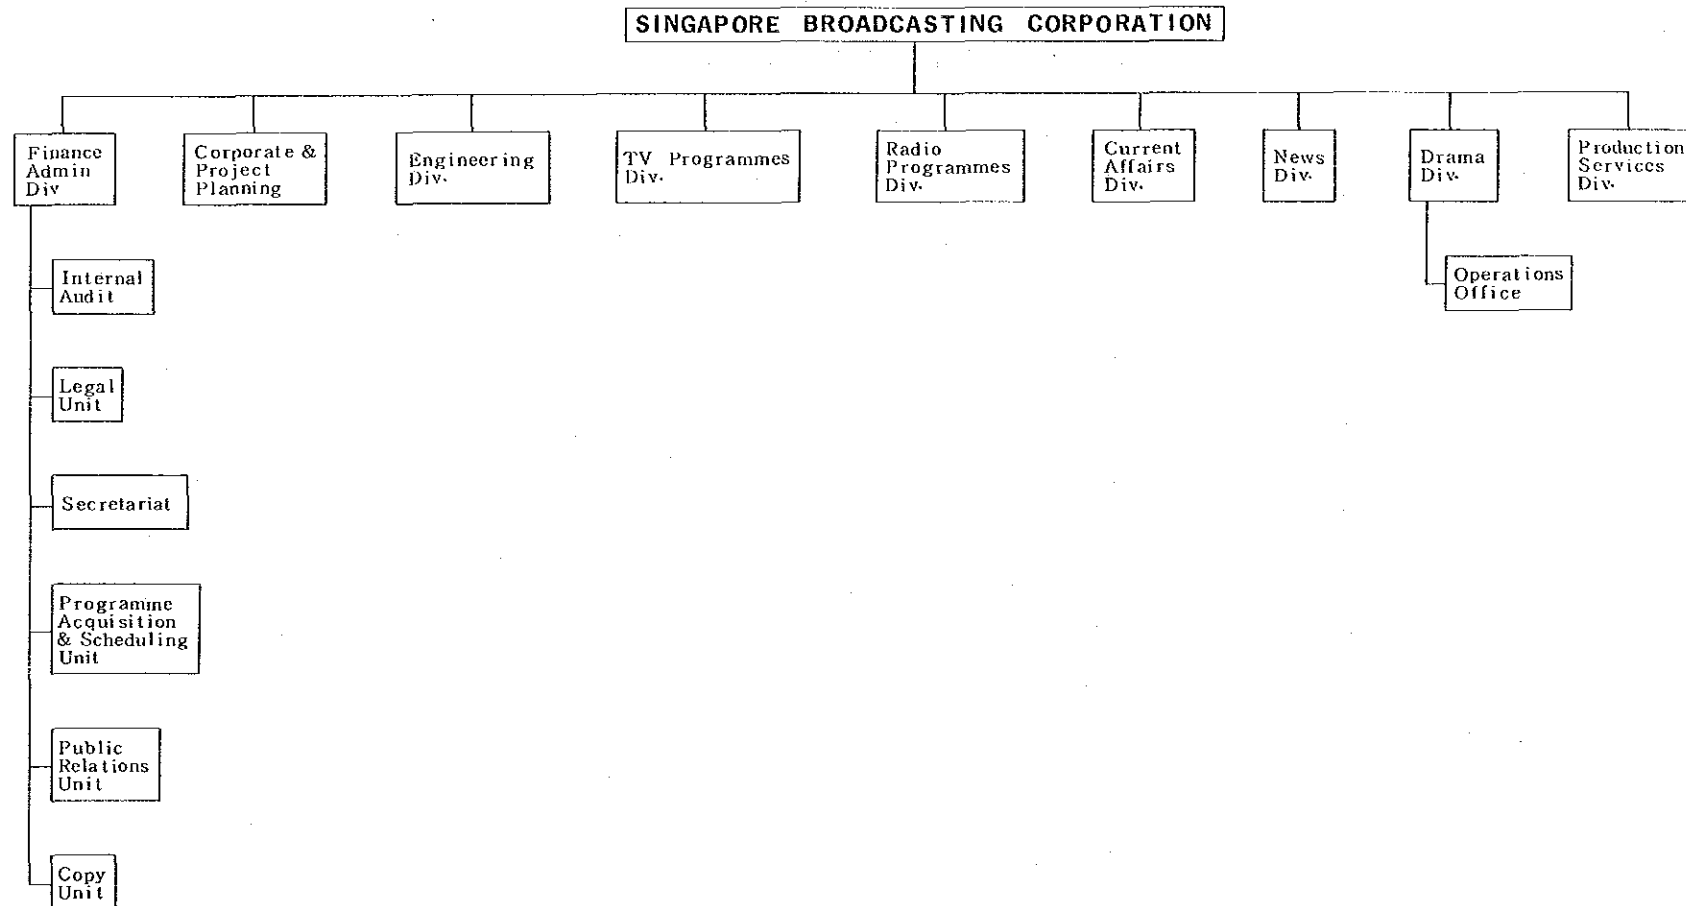 SINGAPORE BROADCASTING CORPORATION
Finance
Admin
Div
Corporate &
Project
Planning
Engineering
Div.
TV Programmes
Div.
Radio
Programmes
Div.
Current
Affairs
Div.
News
Div.
Drama
Div.
Production
Services
Div.
Internal
Audit
Operations
Office
Legal
Unit
Secretariat
Programme
Acquisition
& Scheduling
Unit
Public
Relations
Unit
Copy
Unit